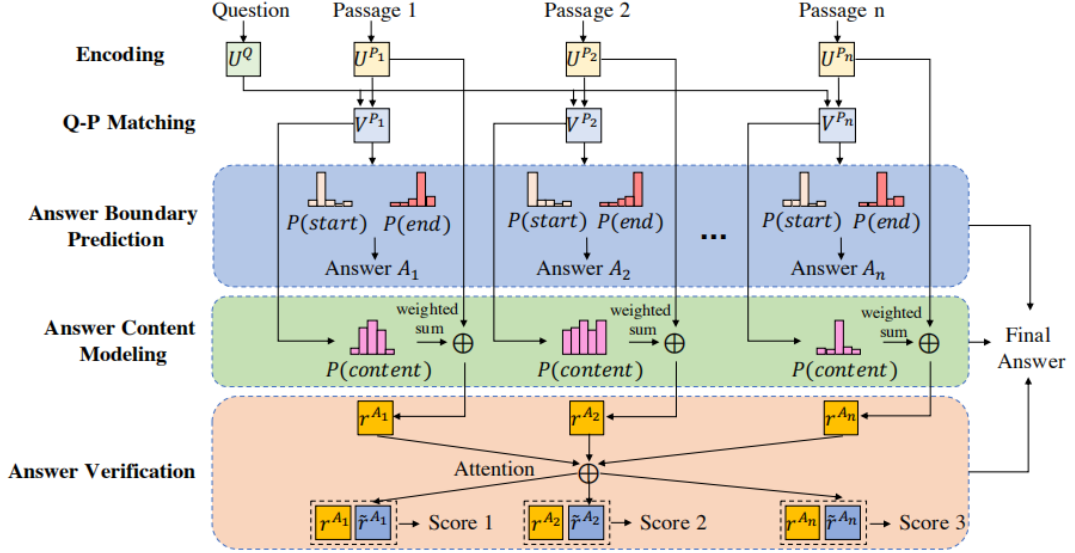 Question Passage 1 Passage 2 Passage n
Encoding U^Q U^{P_1} U^{P_2} U^{P_n}
Q-P Matching V^{P_1} V^{P_2} V^{P_n}
Answer Boundary
Prediction
P(start) P(end) P(start) P(end) ... P(start) P(end)
Answer A_1 Answer A_2 Answer A_n
Answer Content
Modeling
weighted
sum
weighted
sum
weighted
sum
P(content) P(content) P(content)
Final
Answer
r^{A_1} r^{A_2} r^{A_n}
Answer Verification
Attention
r^{A_1} r̃^{A_1} Score 1 r^{A_2} r̃^{A_2} Score 2 r^{A_n} r̃^{A_n} Score 3